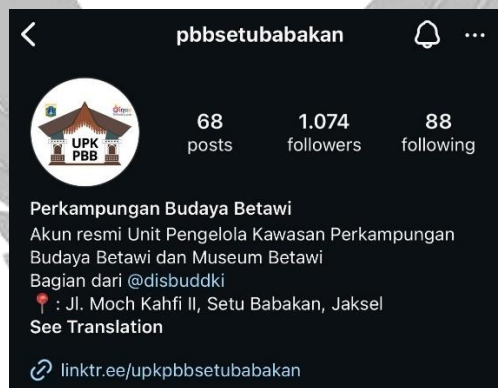 pbbsetubabakan
UPK
PBB
68
posts
1.074
followers
88
following
Perkampungan Budaya Betawi
Akun resmi Unit Pengelola Kawasan Perkampungan
Budaya Betawi dan Museum Betawi
Bagian dari @disbuddki
: Jl. Moch Kahfi II, Setu Babakan, Jaksel
See Translation
linktr.ee/upkpbbsetubabakan